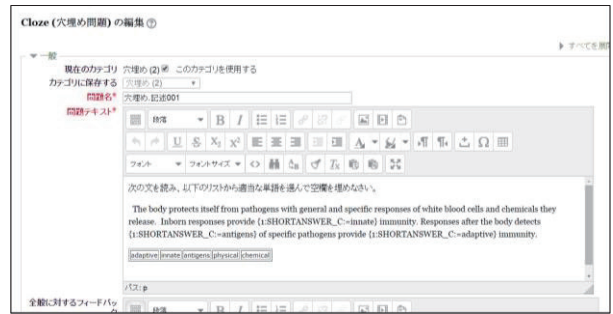 Cloze (穴埋め問題) の編集
すべてを展
一般
現在のカテゴリ 穴埋め (2) このカテゴリを使用する
カテゴリに保存する 穴埋め (2)
問題名* 穴埋め.記述001
問題テキスト*
段落
フォント フォントサイズ
次の文を読み、以下のリストから適当な単語を選んで空欄を埋めなさい。
The body protects itself from pathogens with general and specific responses of white blood cells and chemicals they
release. Inborn responses provide {1:SHORTANSWER_C:=innate} immunity. Responses after the body detects
{1:SHORTANSWER_C:=antigens} of specific pathogens provide {1:SHORTANSWER_C:=adaptive} immunity.
adaptive innate antigens physical chemical
パス: p
全般に対するフィードバッ
ク
段落